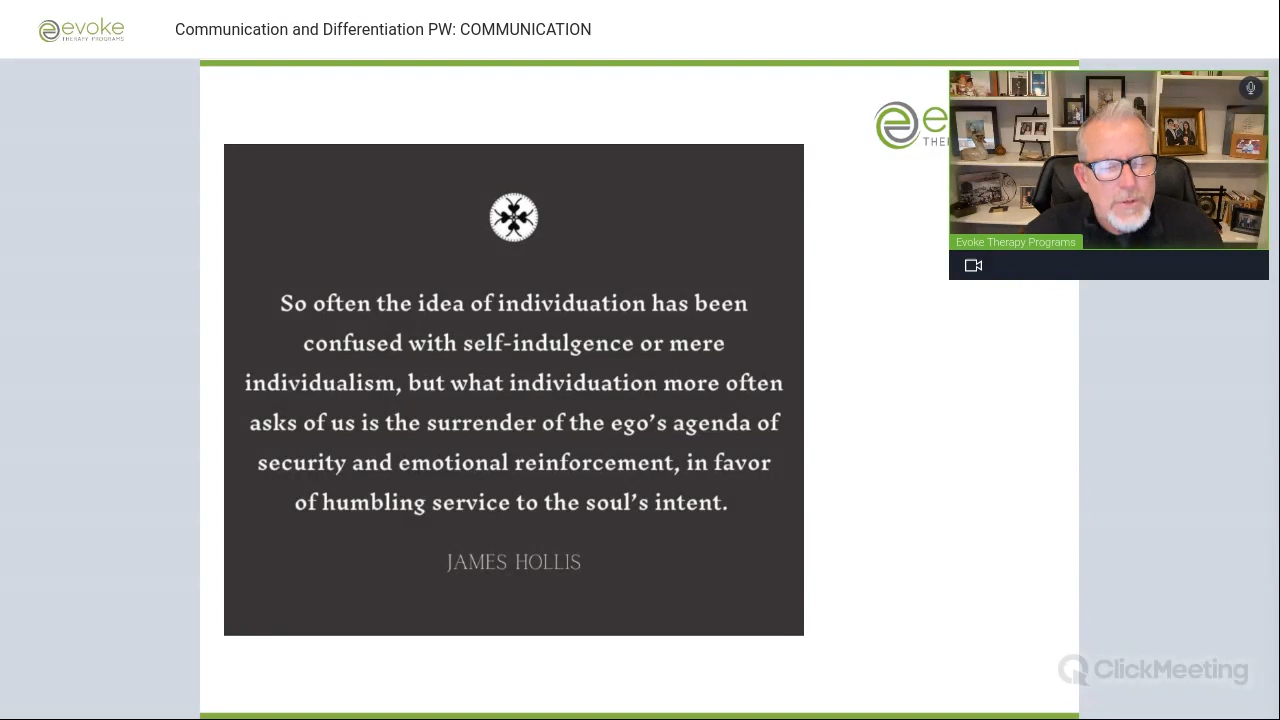 evoke
THERAPY PROGRAMS
Communication and Differentiation PW: COMMUNICATION
e
THE
So often the idea of individuation has been
confused with self-indulgence or mere
individualism, but what individuation more often
asks of us is the surrender of the ego’s agenda of
security and emotional reinforcement, in favor
of humbling service to the soul’s intent.
JAMES HOLLIS
Evoke Therapy Programs
ClickMeeting